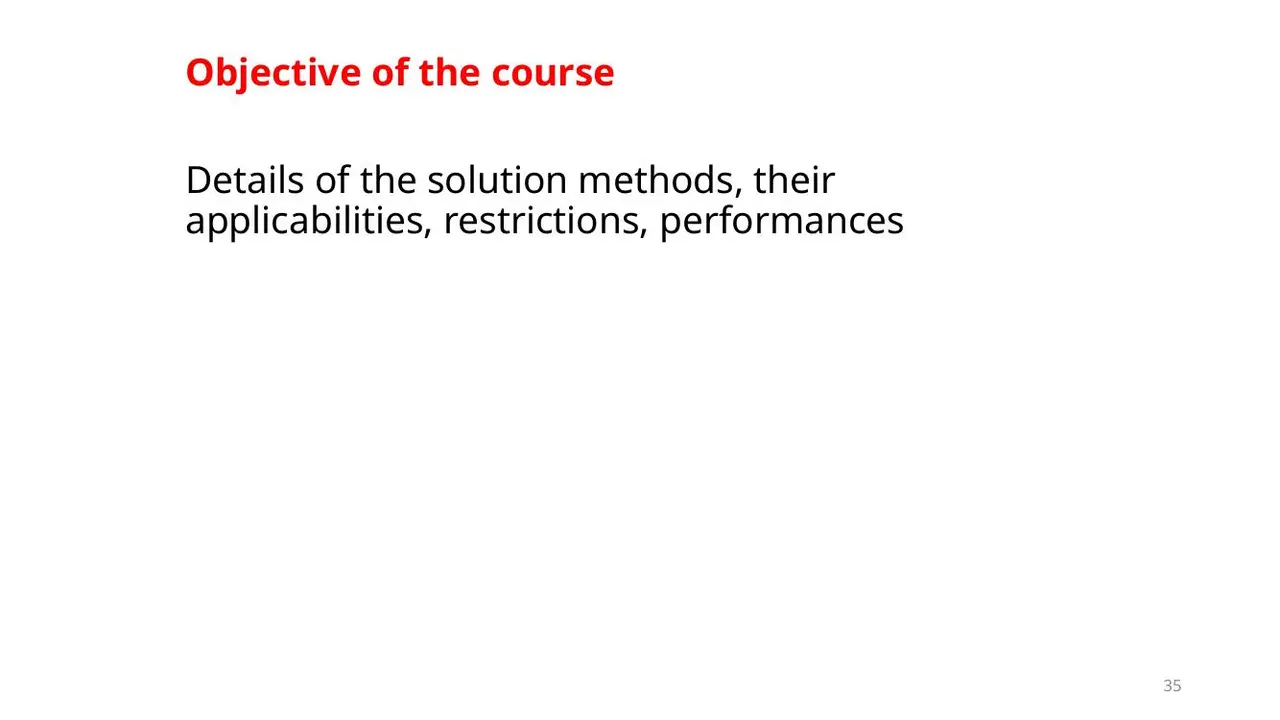 Objective of the course
Details of the solution methods, their
applicabilities, restrictions, performances
35